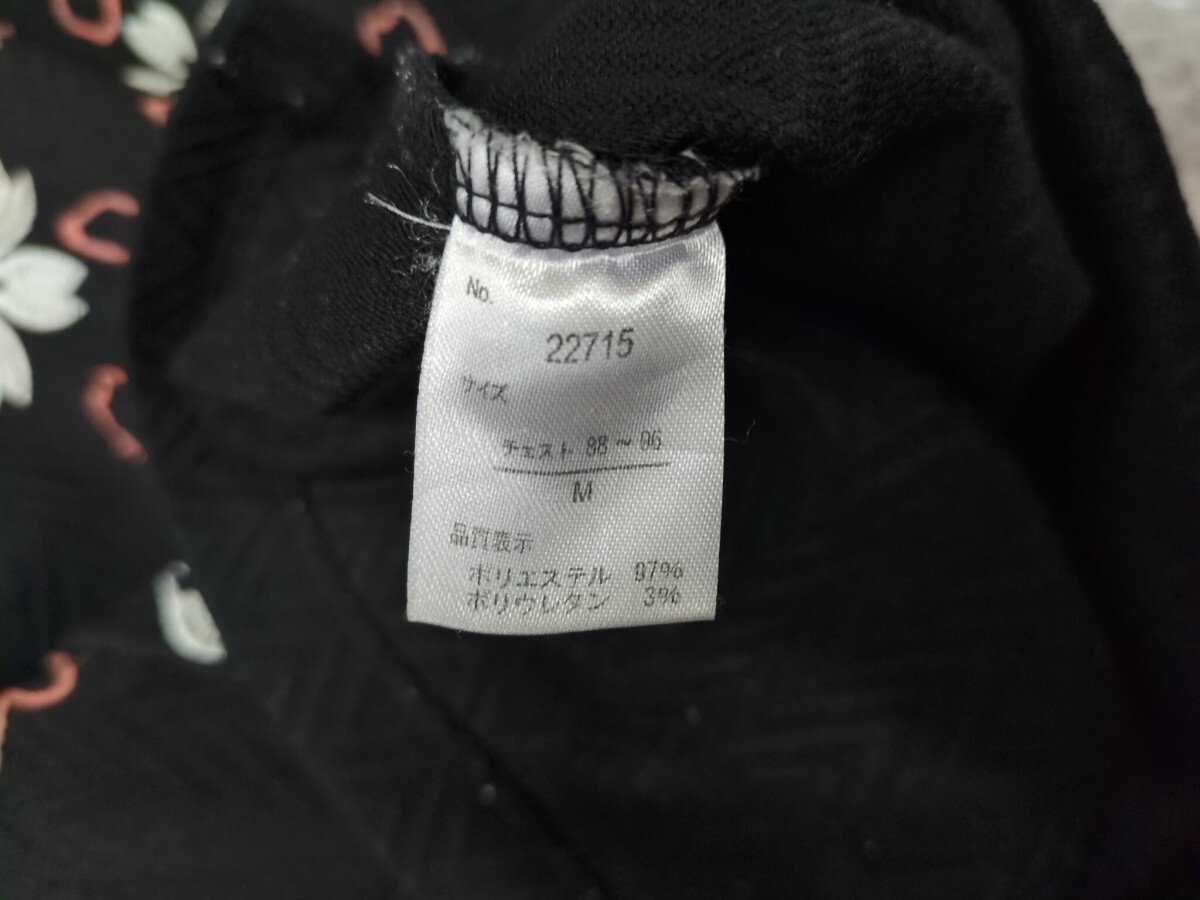 No.
22715
サイズ
チェスト 88～96
M
品質表示
ポリエステル 97%
ポリウレタン 3%